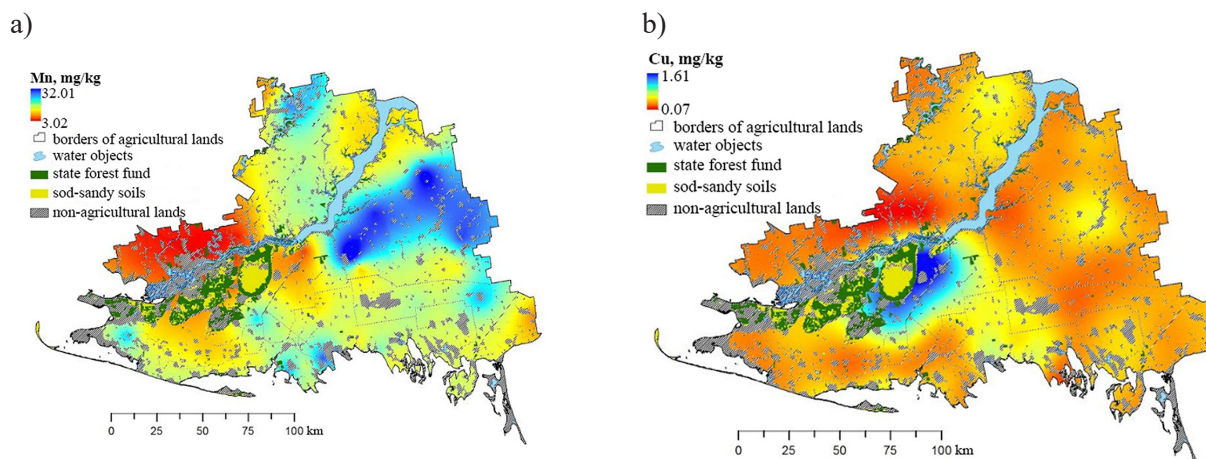 a)
Mn, mg/kg
32.01
3.02
borders of agricultural lands
water objects
state forest fund
sod-sandy soils
non-agricultural lands
0 25 50 75 100 km
b)
Cu, mg/kg
1.61
0.07
borders of agricultural lands
water objects
state forest fund
sod-sandy soils
non-agricultural lands
0 25 50 75 100 km